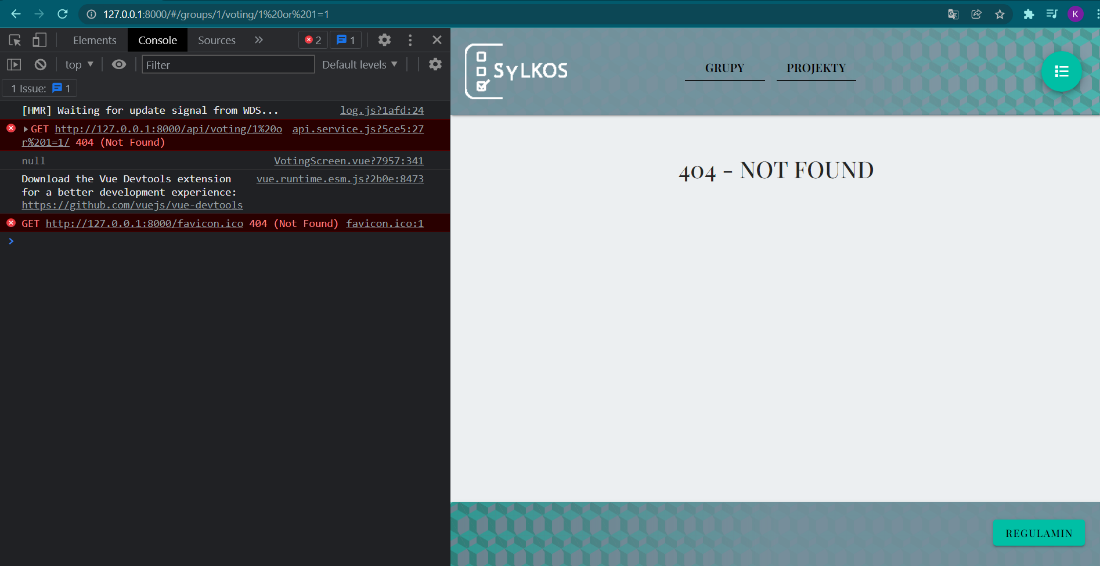 127.0.0.1:8000/#/groups/1/voting/1%20or%201=1
K
Elements Console Sources » 2 1
top Filter Default levels
1 Issue: 1
[HMR] Waiting for update signal from WDS... log.js?1afd:24
GET http://127.0.0.1:8000/api/voting/1%20o api.service.js?5ce5:27
r%201=1/ 404 (Not Found)
null VotingScreen.vue?7957:341
Download the Vue Devtools extension vue.runtime.esm.js?2b0e:8473
for a better development experience:
https://github.com/vuejs/vue-devtools
GET http://127.0.0.1:8000/favicon.ico 404 (Not Found) favicon.ico:1
SYLKOS
GRUPY PROJEKTY
404 - NOT FOUND
REGULAMIN